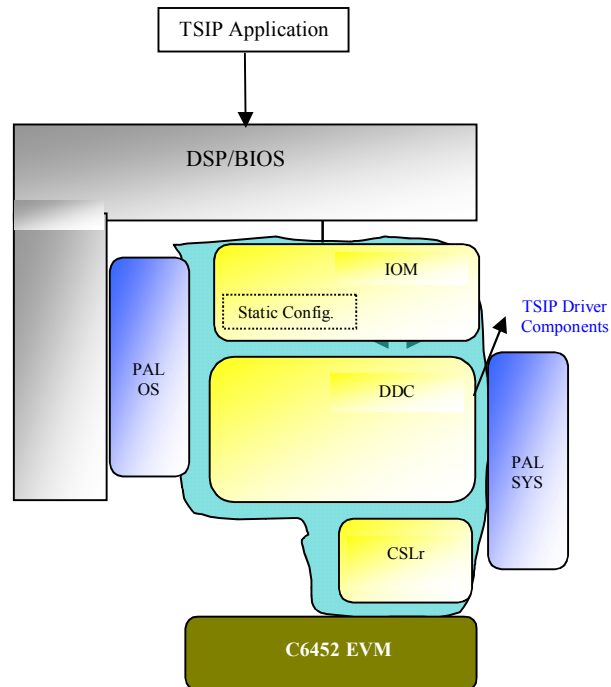 TSIP Application
DSP/BIOS
IOM
Static Config.
TSIP Driver
Components
PAL
OS
DDC
PAL
SYS
CSLr
C6452 EVM